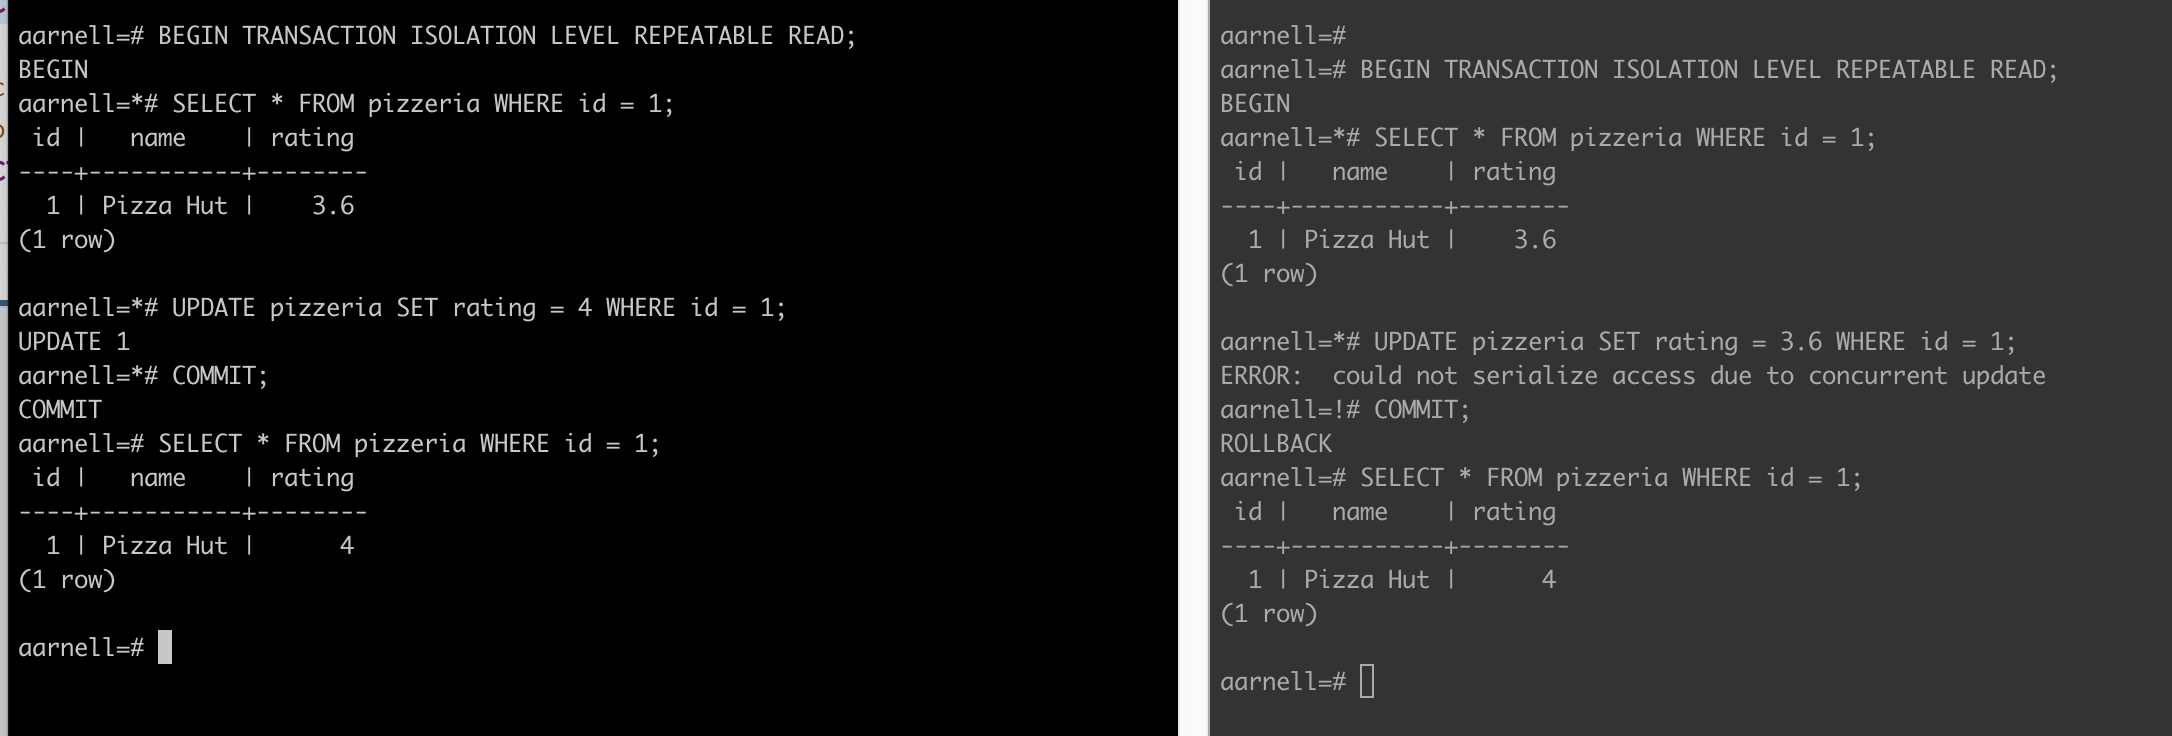 aarnell=# BEGIN TRANSACTION ISOLATION LEVEL REPEATABLE READ;
BEGIN
aarnell=*# SELECT * FROM pizzeria WHERE id = 1;
 id |   name    | rating
----+-----------+--------
  1 | Pizza Hut |    3.6
(1 row)

aarnell=*# UPDATE pizzeria SET rating = 4 WHERE id = 1;
UPDATE 1
aarnell=*# COMMIT;
COMMIT
aarnell=# SELECT * FROM pizzeria WHERE id = 1;
 id |   name    | rating
----+-----------+--------
  1 | Pizza Hut |      4
(1 row)

aarnell=#
aarnell=#
aarnell=# BEGIN TRANSACTION ISOLATION LEVEL REPEATABLE READ;
BEGIN
aarnell=*# SELECT * FROM pizzeria WHERE id = 1;
 id |   name    | rating
----+-----------+--------
  1 | Pizza Hut |    3.6
(1 row)

aarnell=*# UPDATE pizzeria SET rating = 3.6 WHERE id = 1;
ERROR:  could not serialize access due to concurrent update
aarnell=!# COMMIT;
ROLLBACK
aarnell=# SELECT * FROM pizzeria WHERE id = 1;
 id |   name    | rating
----+-----------+--------
  1 | Pizza Hut |      4
(1 row)

aarnell=#